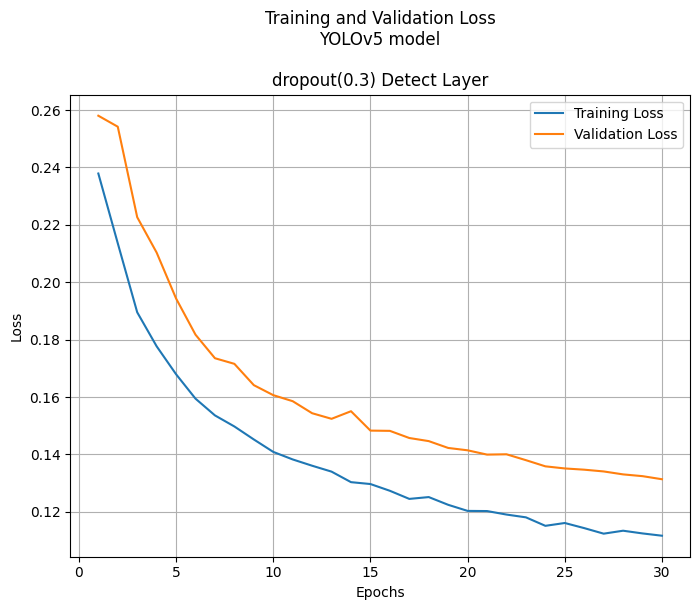 Training and Validation Loss
YOLOv5 model
dropout(0.3) Detect Layer
Training Loss
Validation Loss
0.26
0.24
0.22
0.20
0.18
0.16
0.14
0.12
Loss
0 5 10 15 20 25 30
Epochs